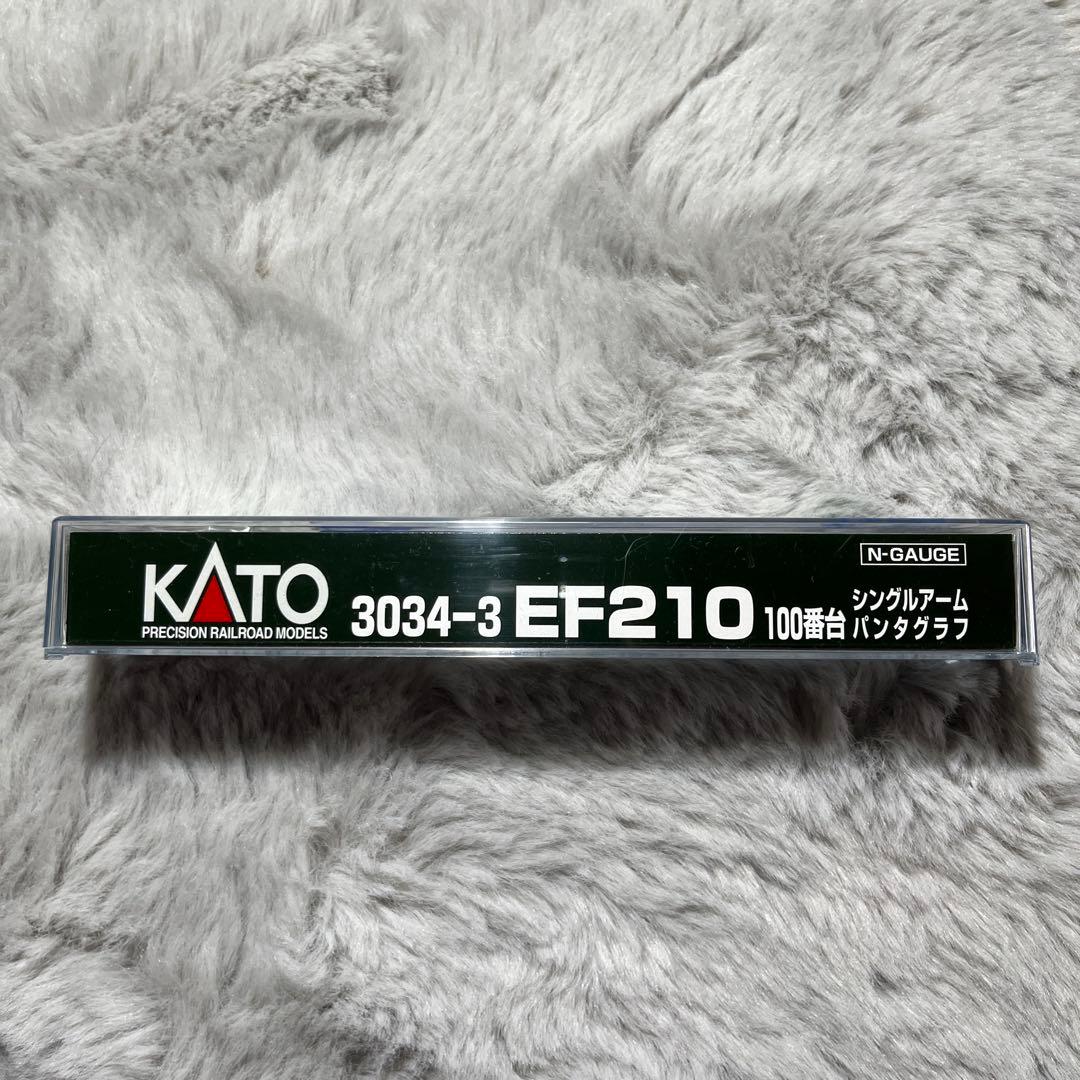 KATO
PRECISION RAILROAD MODELS
3034-3 EF210 100番台
シングルアーム
パンタグラフ
N-GAUGE